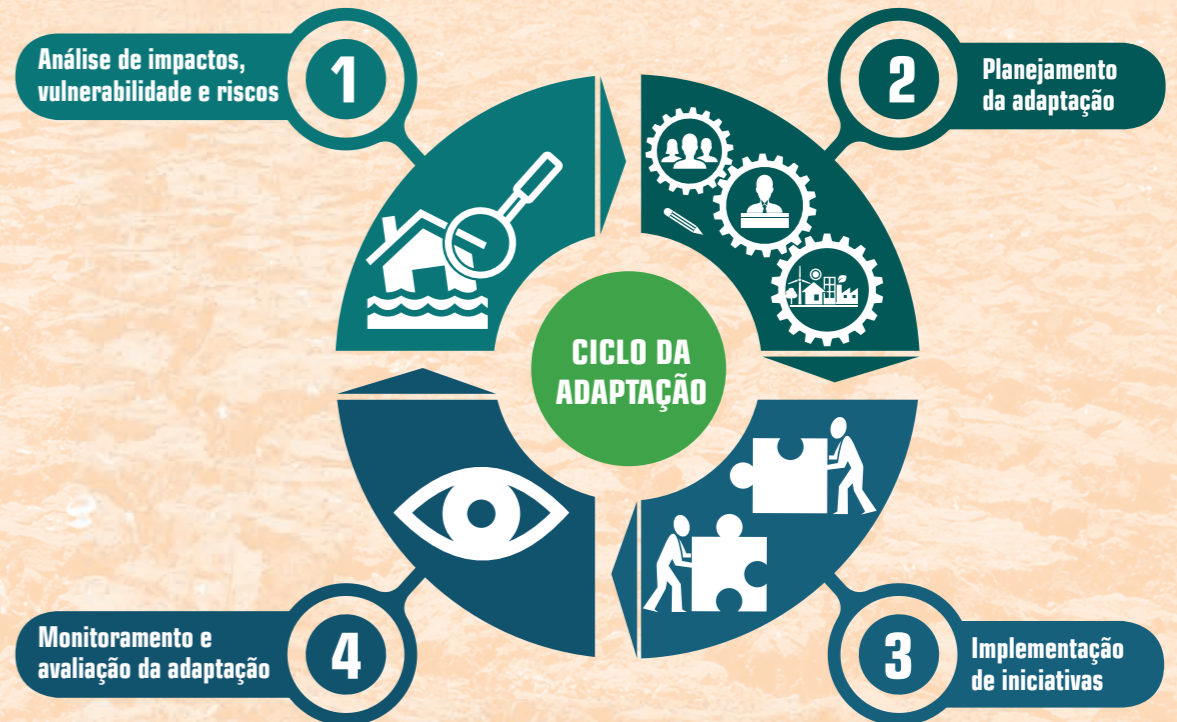 Análise de impactos,
vulnerabilidade e riscos
1
2
Planejamento
da adaptação
CICLO DA
ADAPTAÇÃO
Monitoramento e
avaliação da adaptação
4
3
Implementação
de iniciativas